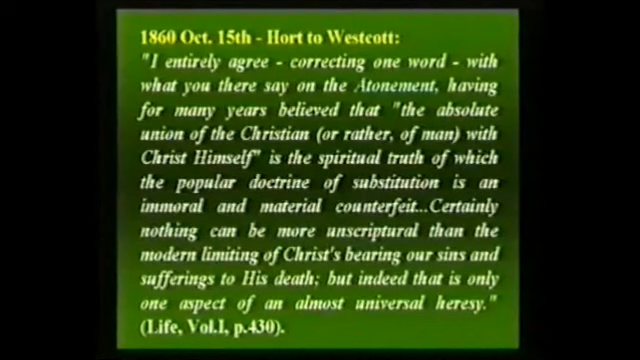 1860 Oct. 15th - Hort to Westcott:
"I entirely agree - correcting one word - with
what you there say on the Atonement, having
for many years believed that "the absolute
union of the Christian (or rather, of man) with
Christ Himself" is the spiritual truth of which
the popular doctrine of substitution is an
immoral and material counterfeit...Certainly
nothing can be more unscriptural than the
modern limiting of Christ's bearing our sins and
sufferings to His death; but indeed that is only
one aspect of an almost universal heresy."
(Life, Vol.I, p.430).